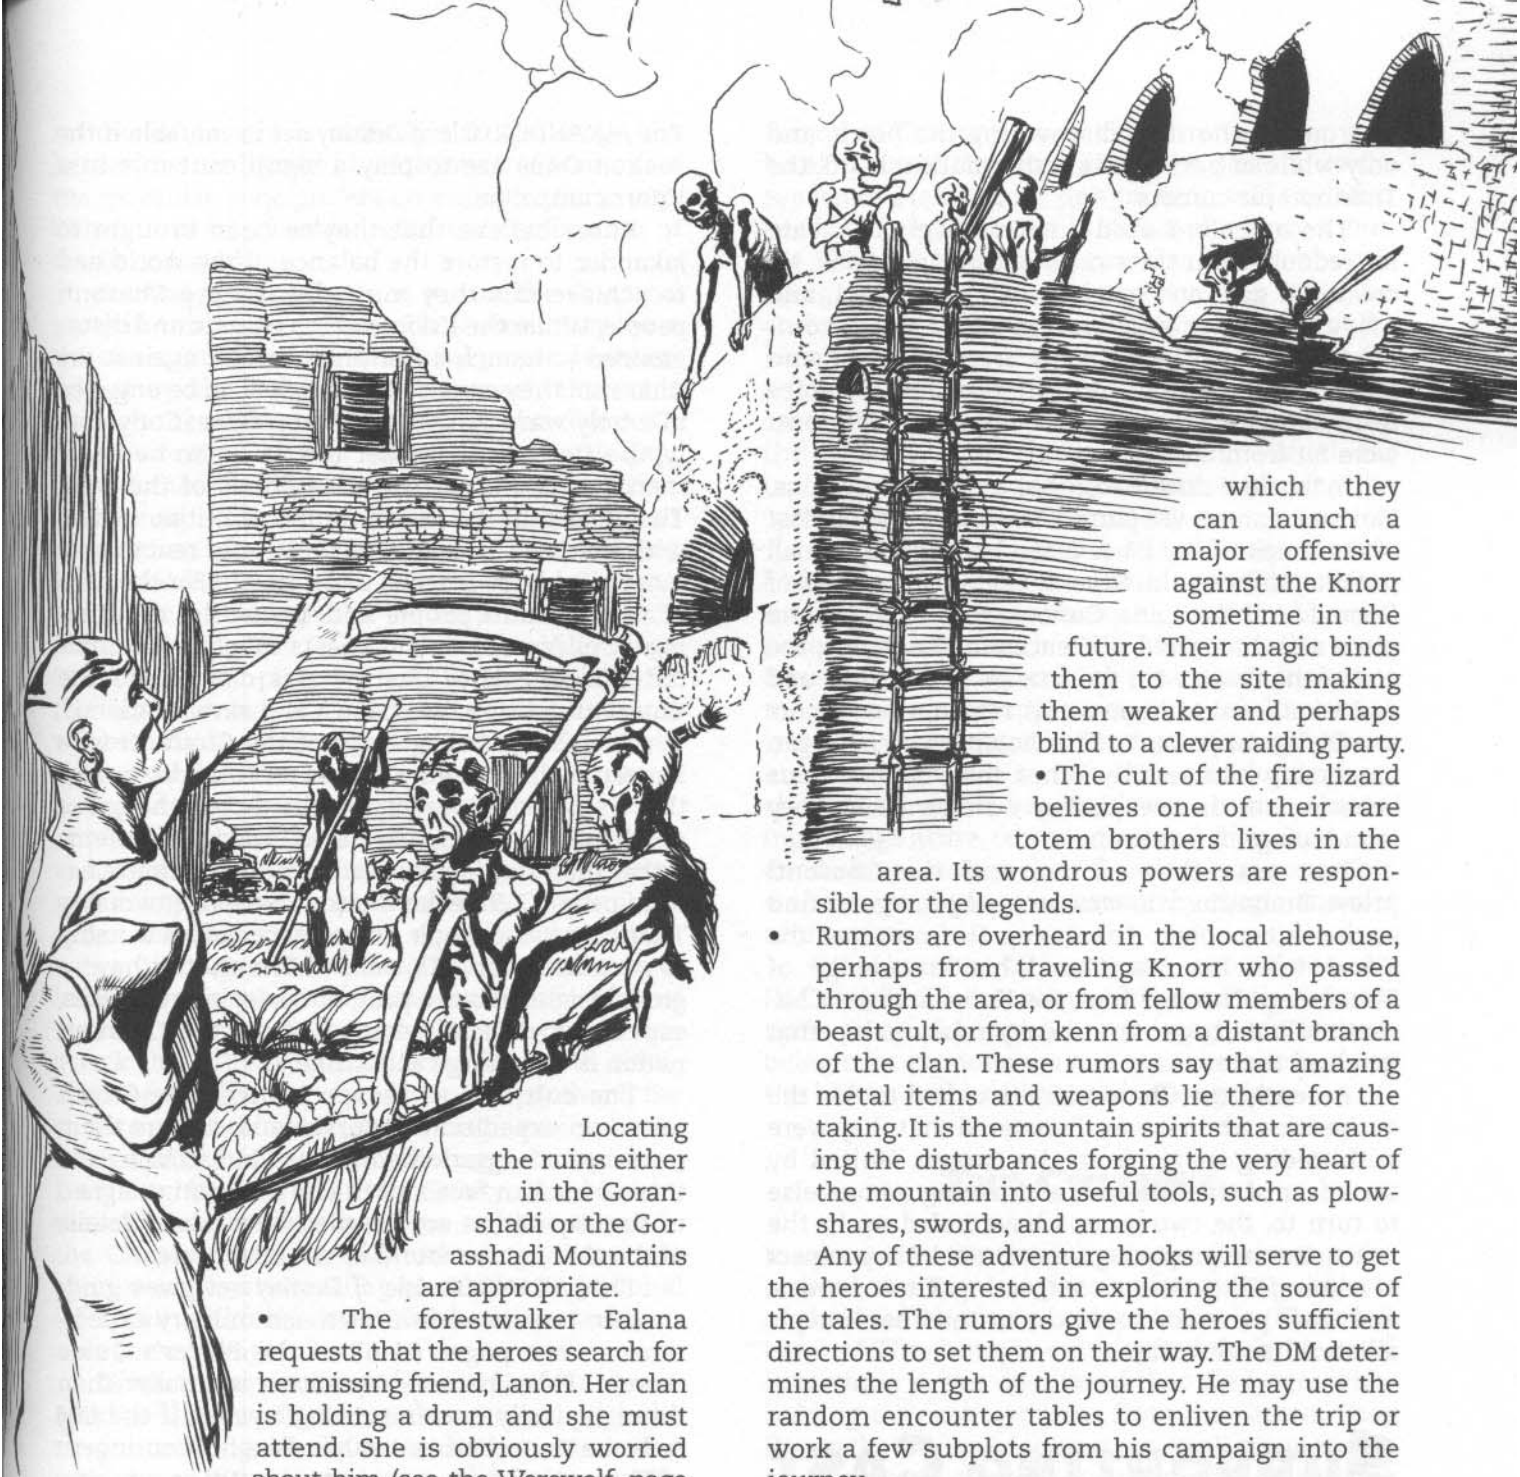 Locating
the ruins either
in the Goran-
shadi or the Gor-
asshadi Mountains
are appropriate.
• The forestwalker Falana
requests that the heroes search for
her missing friend, Lanon. Her clan
is holding a drum and she must
attend. She is obviously worried
about him (see the Werewolf, page
which they
can launch a
major offensive
against the Knorr
sometime in the
future. Their magic binds
them to the site making
them weaker and perhaps
blind to a clever raiding party.
• The cult of the fire lizard
believes one of their rare
totem brothers lives in the
area. Its wondrous powers are respon-
sible for the legends.
• Rumors are overheard in the local alehouse,
perhaps from traveling Knorr who passed
through the area, or from fellow members of a
beast cult, or from kenn from a distant branch
of the clan. These rumors say that amazing
metal items and weapons lie there for the
taking. It is the mountain spirits that are caus-
ing the disturbances forging the very heart of
the mountain into useful tools, such as plow-
shares, swords, and armor.
Any of these adventure hooks will serve to get
the heroes interested in exploring the source of
the tales. The rumors give the heroes sufficient
directions to set them on their way. The DM deter-
mines the length of the journey. He may use the
random encounter tables to enliven the trip or
work a few subplots from his campaign into the
journey.